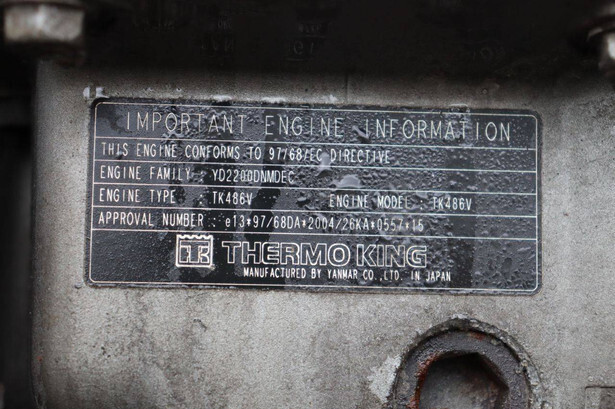 IMPORTANT ENGINE INFORMATION
THIS ENGINE CONFORMS TO 97/68/EC DIRECTIVE
ENGINE FAMILY : YD2200DNMDEC
ENGINE TYPE : TK486V ENGINE MODEL : TK486V
APPROVAL NUMBER : e13*97/68DA*2004/26KA*0557*16
THERMO KING
MANUFACTURED BY YANMAR CO.,LTD. IN JAPAN